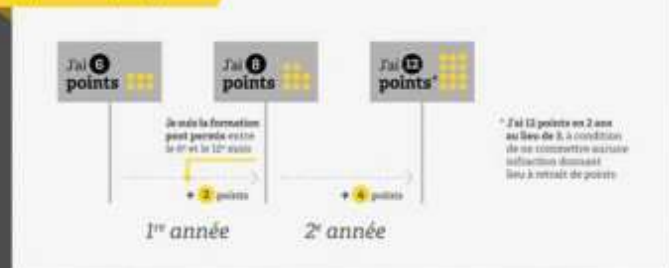 J'ai 6
points
J'ai 8
points
J'ai 12
points*
Je suis la formation
post permis entre
le 6e et le 12e mois
+ 2 points
+ 4 points
1re année
2e année
* J'ai 12 points en 2 ans
au lieu de 3, à condition
de ne commettre aucune
infraction donnant
lieu à retrait de points